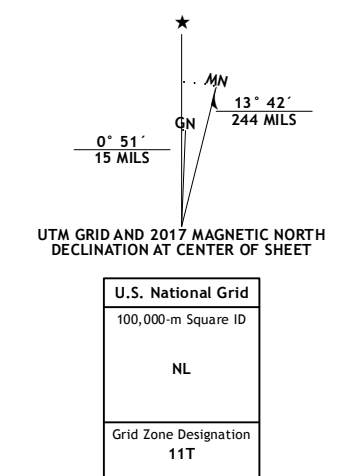 ★
MN
13° 42´
244 MILS
GN
0° 51´
15 MILS
UTM GRID AND 2017 MAGNETIC NORTH
DECLINATION AT CENTER OF SHEET
U.S. National Grid
100,000-m Square ID
NL
Grid Zone Designation
11T